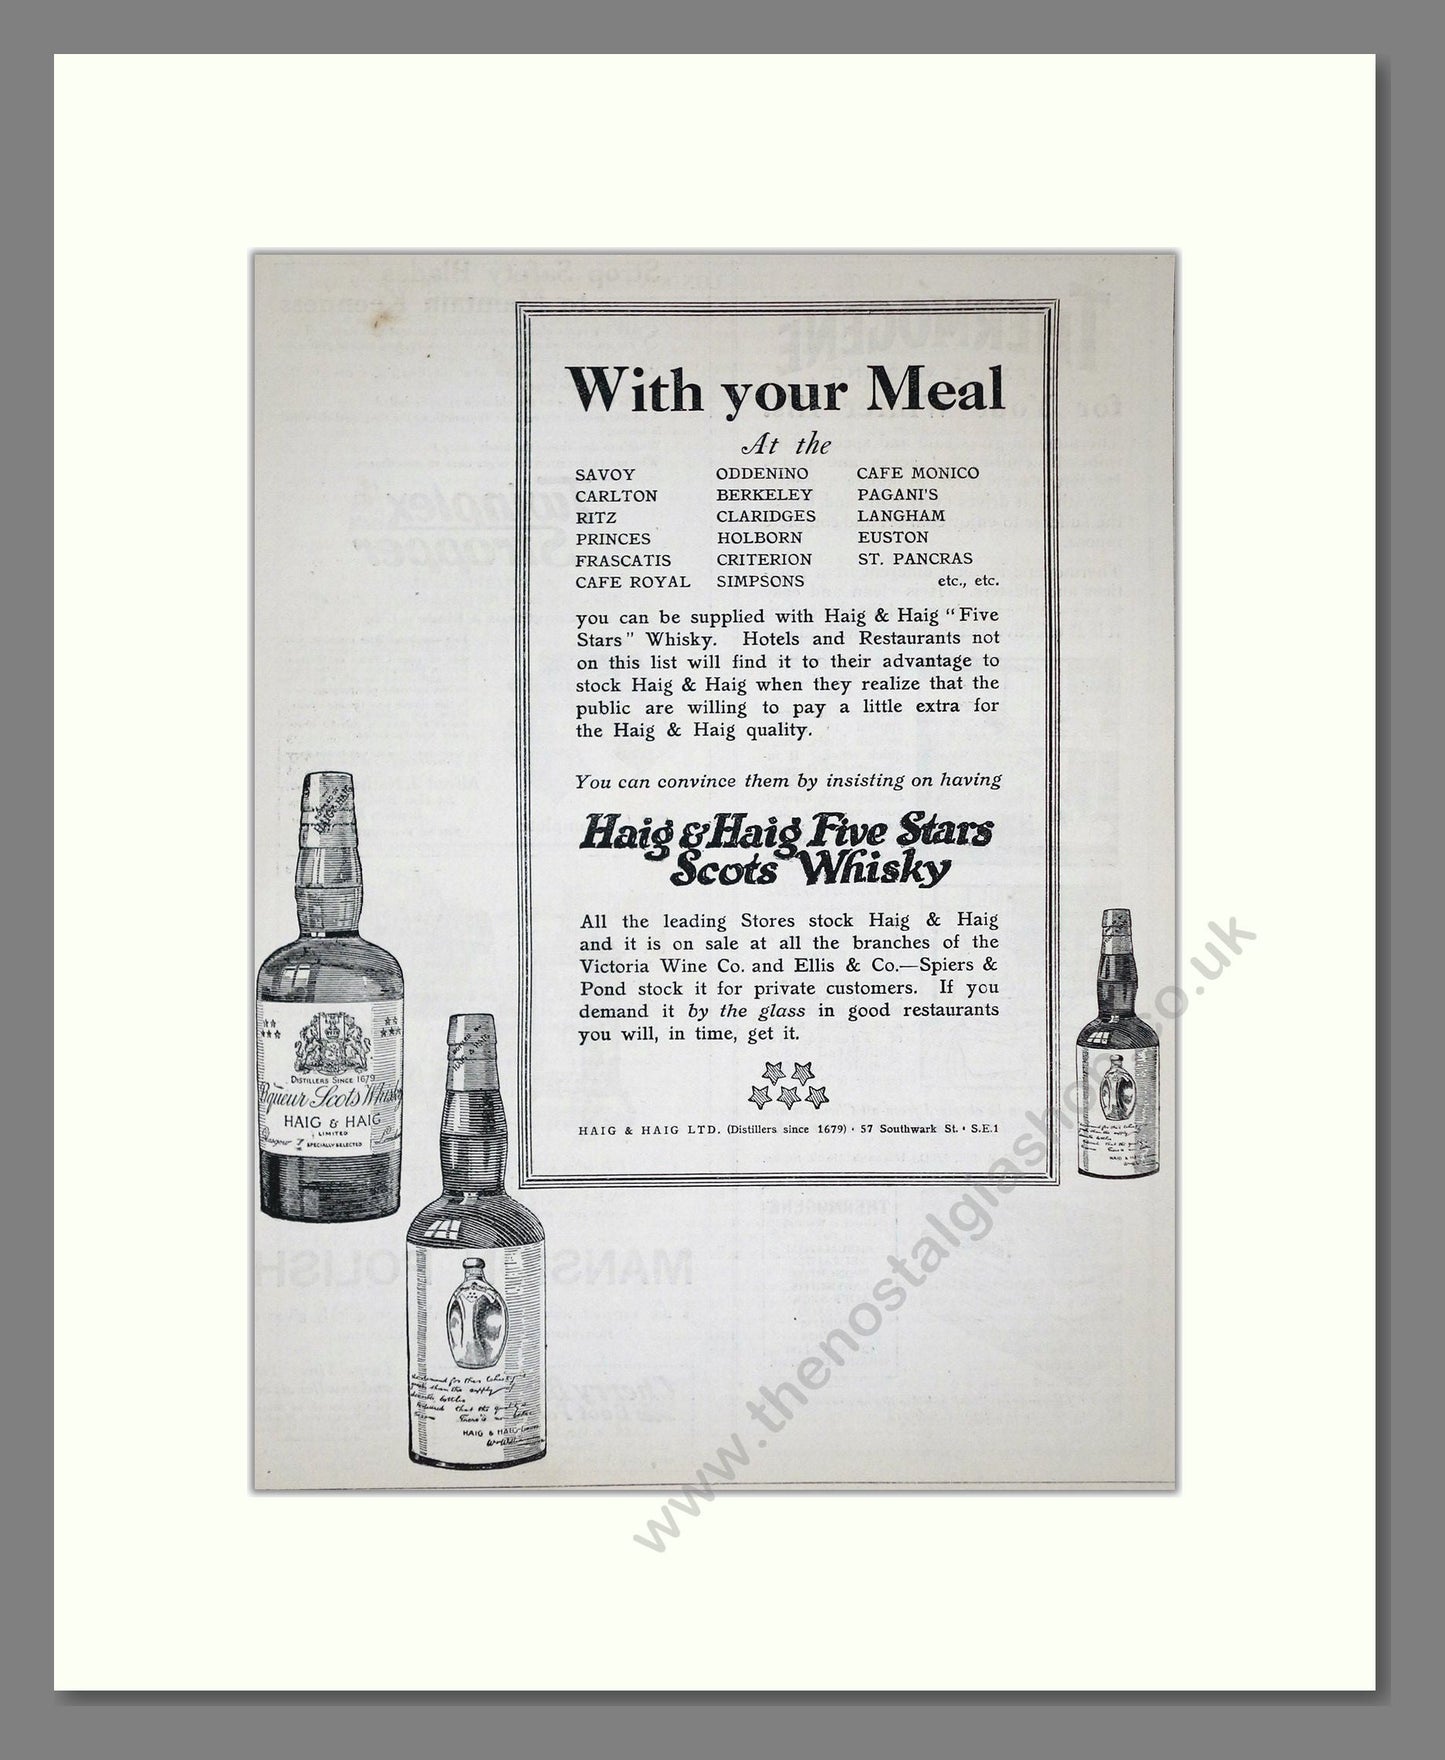 With your Meal
At the
SAVOY ODDENINO CAFE MONICO
CARLTON BERKELEY PAGANI'S
RITZ CLARIDGES LANGHAM
PRINCES HOLBORN EUSTON
FRASCATIS CRITERION ST. PANCRAS
CAFE ROYAL SIMPSONS etc., etc.
you can be supplied with Haig & Haig "Five
Stars" Whisky. Hotels and Restaurants not
on this list will find it to their advantage to
stock Haig & Haig when they realize that the
public are willing to pay a little extra for
the Haig & Haig quality.
You can convince them by insisting on having
Haig & Haig Five Stars
Scots Whisky
All the leading Stores stock Haig & Haig
and it is on sale at all the branches of the
Victoria Wine Co. and Ellis & Co.—Spiers &
Pond stock it for private customers. If you
demand it by the glass in good restaurants
you will, in time, get it.
HAIG & HAIG LTD. (Distillers since 1679) · 57 Southwark St. · S.E.1
DISTILLERS SINCE 1679
Liqueur Scots Whisky
HAIG & HAIG
LIMITED
Glasgow London
SPECIALLY SELECTED
HAIG & HAIG
www.thenostalgiashop.co.uk